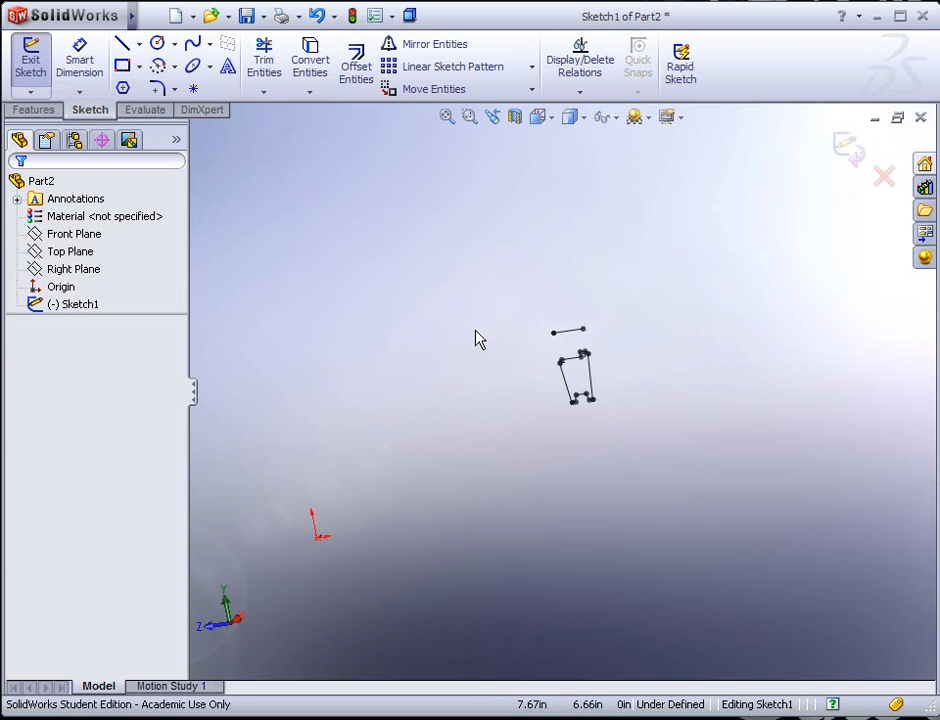 SolidWorks
Sketch1 of Part2 *
Exit Sketch
Smart Dimension
Trim Entities
Convert Entities
Offset Entities
Mirror Entities
Linear Sketch Pattern
Move Entities
Display/Delete Relations
Quick Snaps
Rapid Sketch
Features
Sketch
Evaluate
DimXpert
Part2
Annotations
Material <not specified>
Front Plane
Top Plane
Right Plane
Origin
(-) Sketch1
Y
Z
X
Model
Motion Study 1
SolidWorks Student Edition - Academic Use Only
7.67in
6.66in
0in
Under Defined
Editing Sketch1